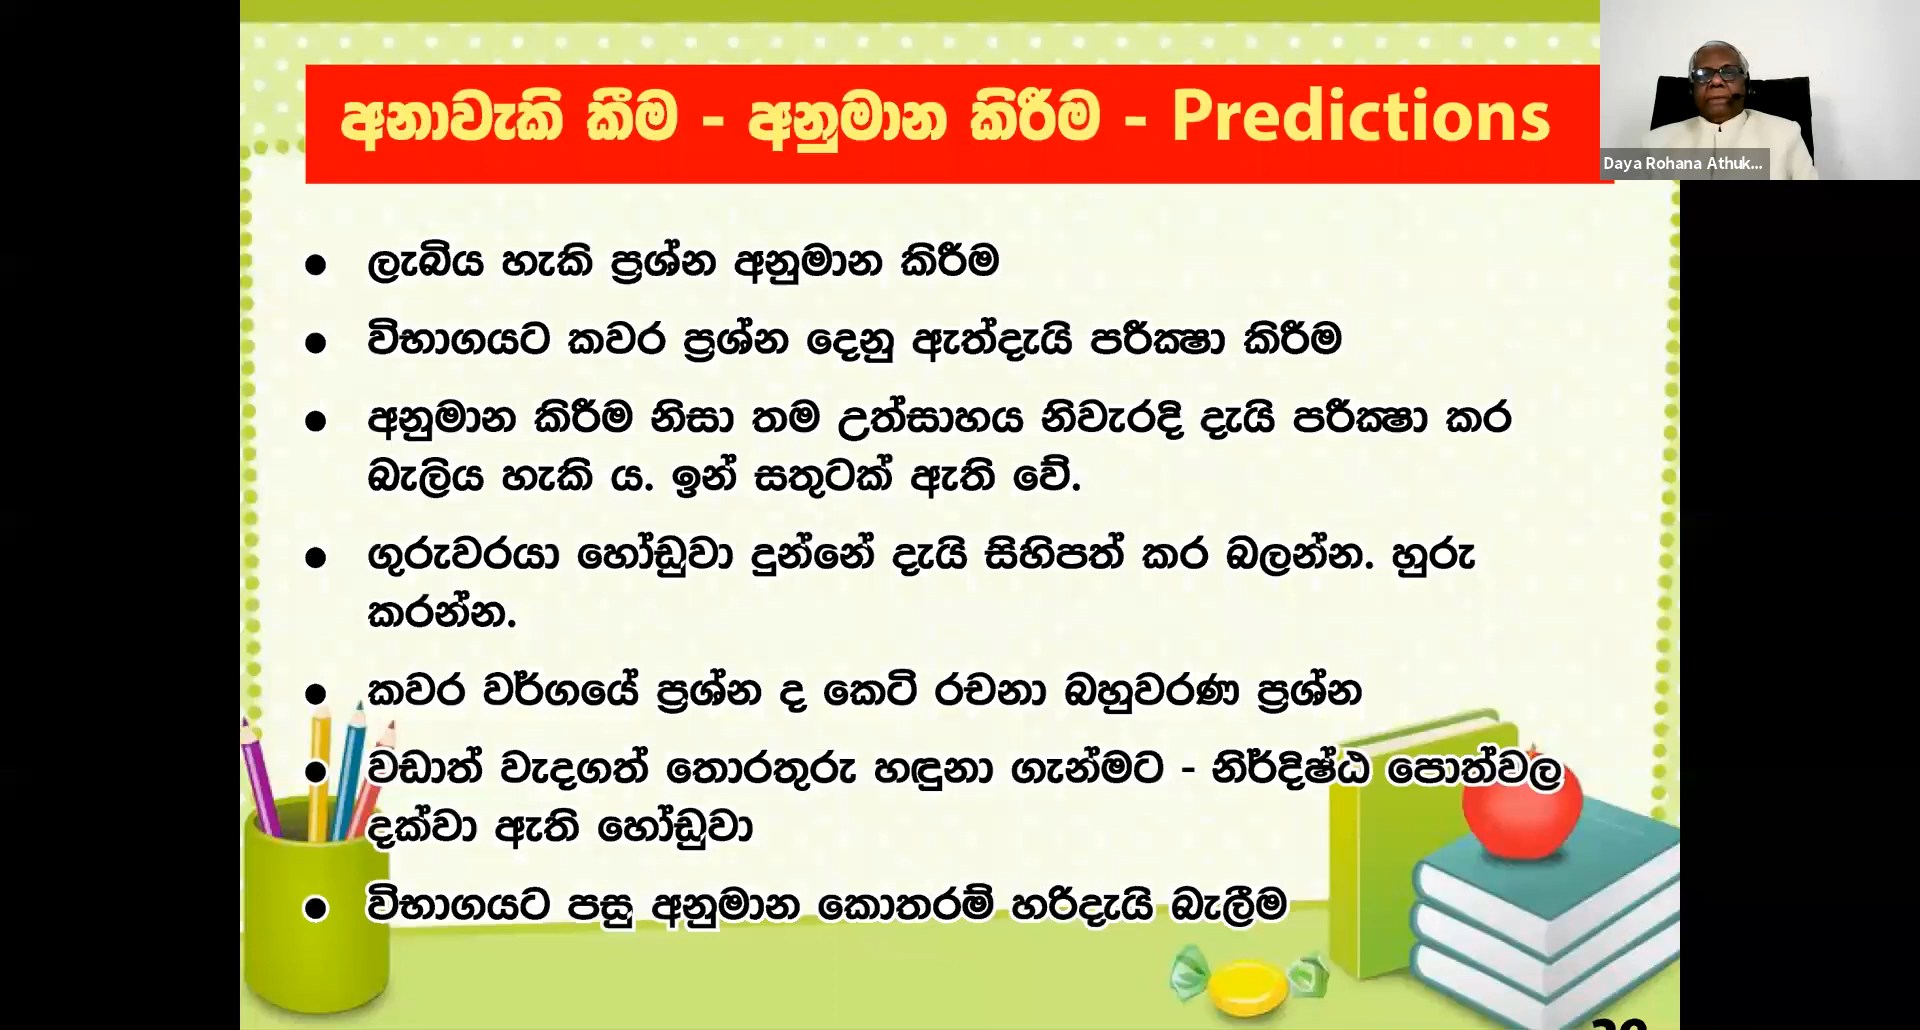 අනාවැකි කීම - අනුමාන කිරීම - Predictions
Daya Rohana Athuk...
● ලැබිය හැකි ප්‍රශ්න අනුමාන කිරීම
● විභාගයට කවර ප්‍රශ්න දෙනු ඇත්දැයි පරීක්‍ෂා කිරීම
● අනුමාන කිරීම නිසා තම උත්සාහය නිවැරදි දැයි පරීක්‍ෂා කර
බැලිය හැකි ය. ඉන් සතුටක් ඇති වේ.
● ගුරුවරයා හෝඩුවා දුන්නේ දැයි සිහිපත් කර බලන්න. හුරු
කරන්න.
● කවර වර්ගයේ ප්‍රශ්න ද කෙටි රචනා බහුවරණ ප්‍රශ්න
● වඩාත් වැදගත් තොරතුරු හඳුනා ගැන්මට - නිර්දිෂ්ඨ පොත්වල
දක්වා ඇති හෝඩුවා
● විභාගයට පසු අනුමාන කොතරම් හරිදැයි බැලීම